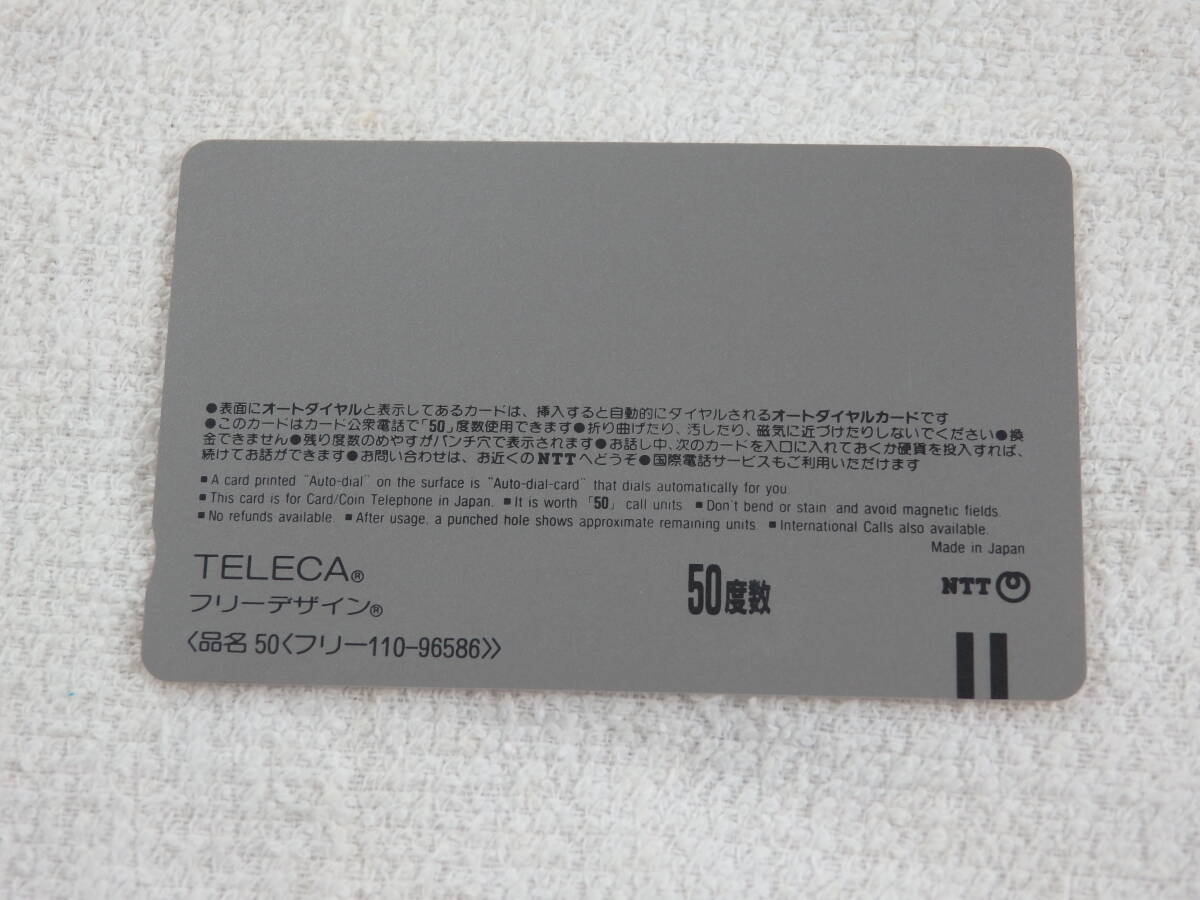 ●表面にオートダイヤルと表示してあるカードは、挿入すると自動的にダイヤルされるオートダイヤルカードです
●このカードはカード公衆電話で「50」度数使用できます●折り曲げたり、汚したり、磁気に近づけたりしないでください●換
金できません●残り度数のめやすがパンチ穴で表示されます●お話し中、次のカードを入口に入れておくか硬貨を投入すれば、
続けてお話ができます●お問い合わせは、お近くのNTTへどうぞ●国際電話サービスもご利用いただけます
■A card printed "Auto-dial" on the surface is "Auto-dial-card" that dials automatically for you.
■This card is for Card/Coin Telephone in Japan. ■It is worth「50」call units. ■Don't bend or stain and avoid magnetic fields.
■No refunds available. ■After usage, a punched hole shows approximate remaining units. ■International Calls also available.
Made in Japan
TELECA®
50度数
NTT
フリーデザイン®
〈品名 50〈フリー110-96586〉〉